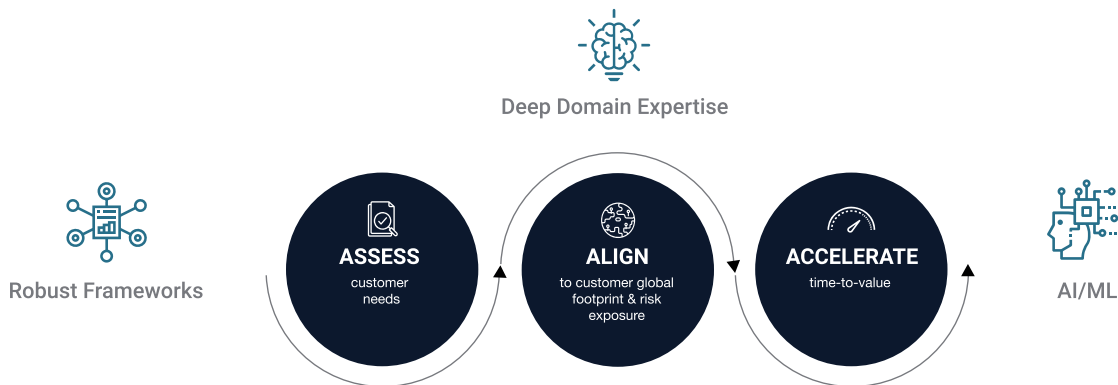 Deep Domain Expertise
Robust Frameworks
ASSESS
customer
needs
ALIGN
to customer global
footprint & risk
exposure
ACCELERATE
time-to-value
AI/ML